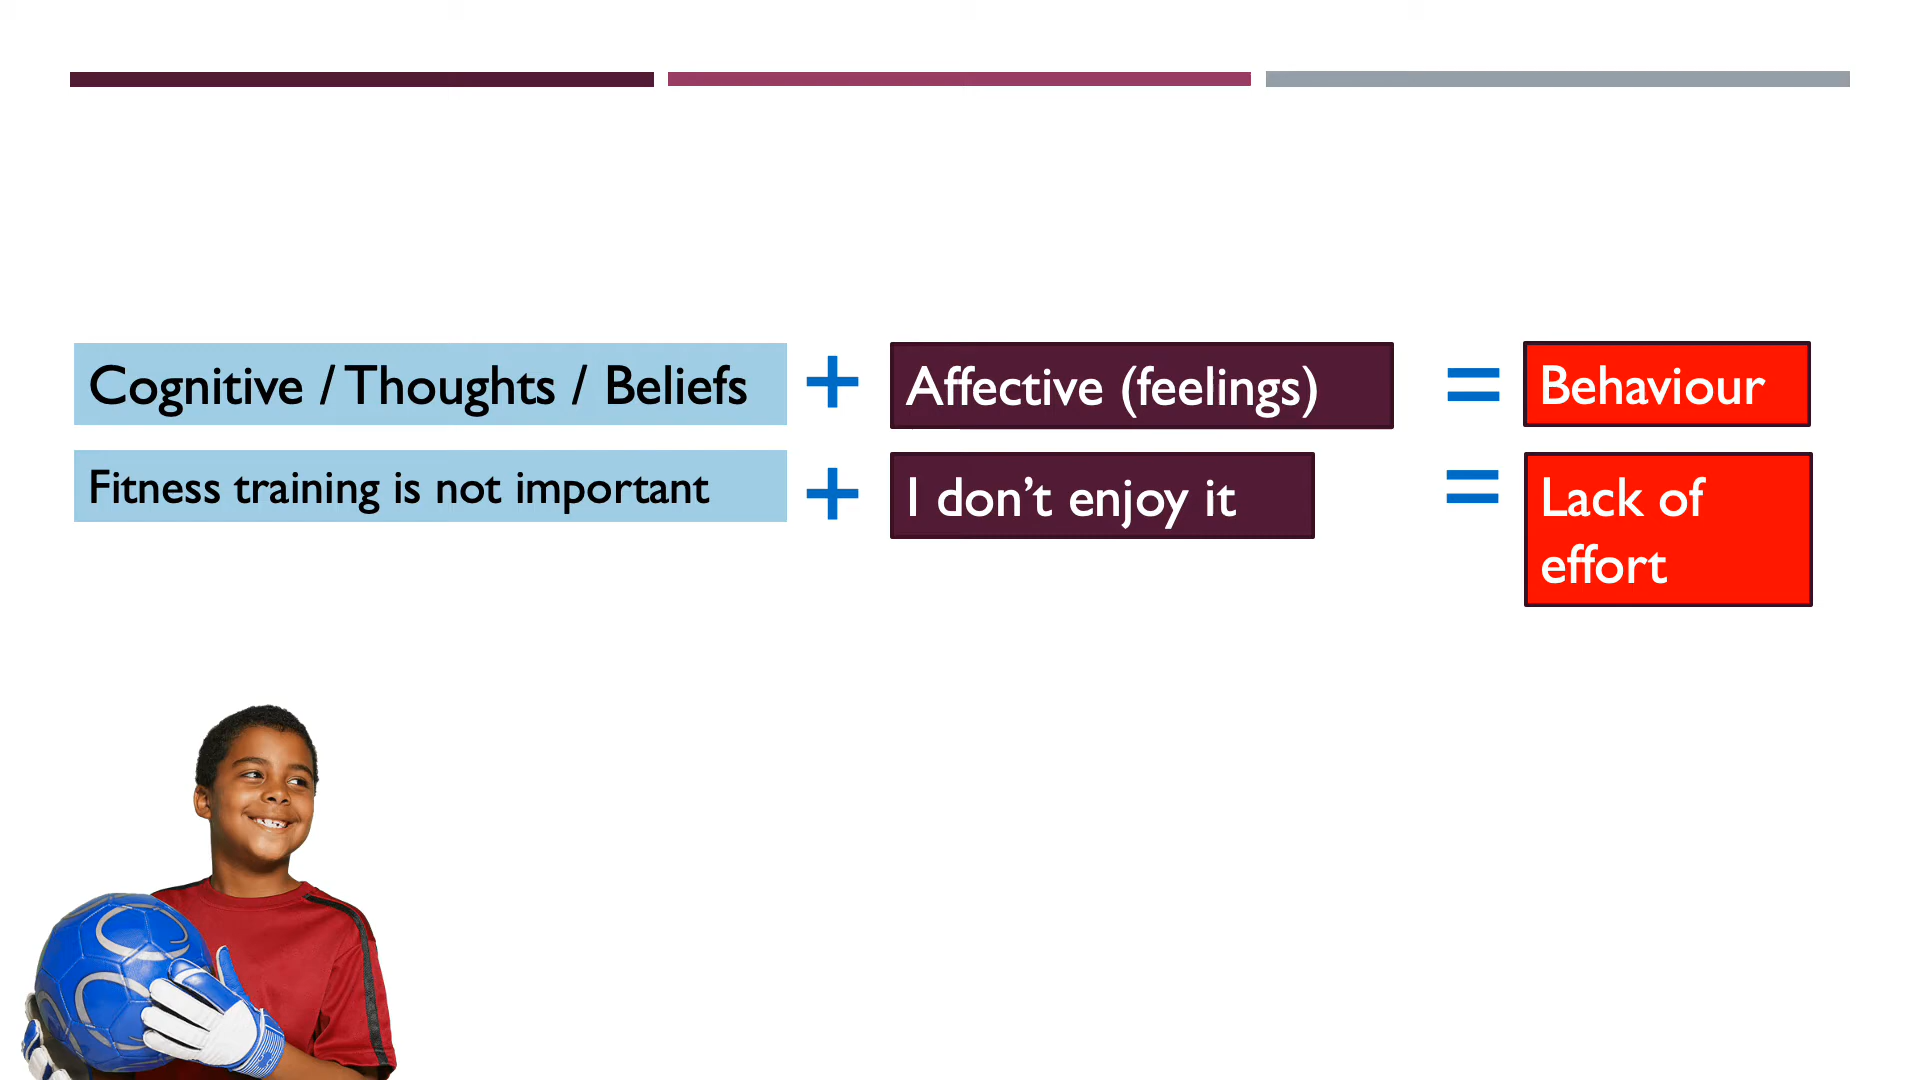 Cognitive / Thoughts / Beliefs + Affective (feelings) = Behaviour
Fitness training is not important + I don’t enjoy it = Lack of
effort